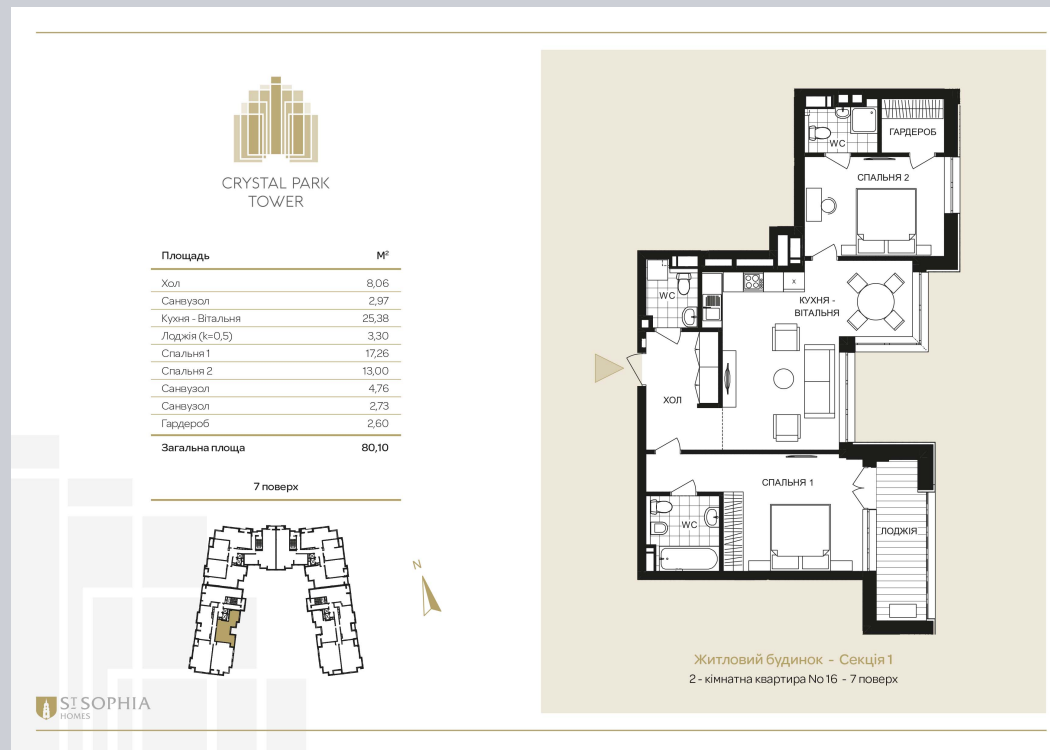 CRYSTAL PARK
TOWER
Площадь М²
Хол 8,06
Санвузол 2,97
Кухня - Вітальня 25,38
Лоджія (k=0,5) 3,30
Спальня 1 17,26
Спальня 2 13,00
Санвузол 4,76
Санвузол 2,73
Гардероб 2,60
Загальна площа 80,10
7 поверх
N
ST SOPHIA
HOMES
WC
ГАРДЕРОБ
СПАЛЬНЯ 2
WC
X
КУХНЯ -
ВІТАЛЬНЯ
ХОЛ
СПАЛЬНЯ 1
WC
ЛОДЖІЯ
Житловий будинок - Секція 1
2 - кімнатна квартира No 16 - 7 поверх